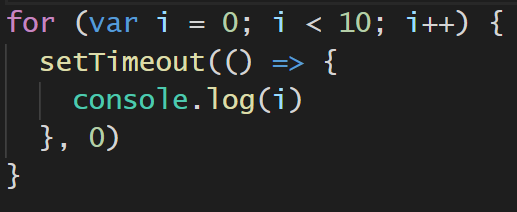 for (var i = 0; i < 10; i++) {
  setTimeout(() => {
    console.log(i)
  }, 0)
}